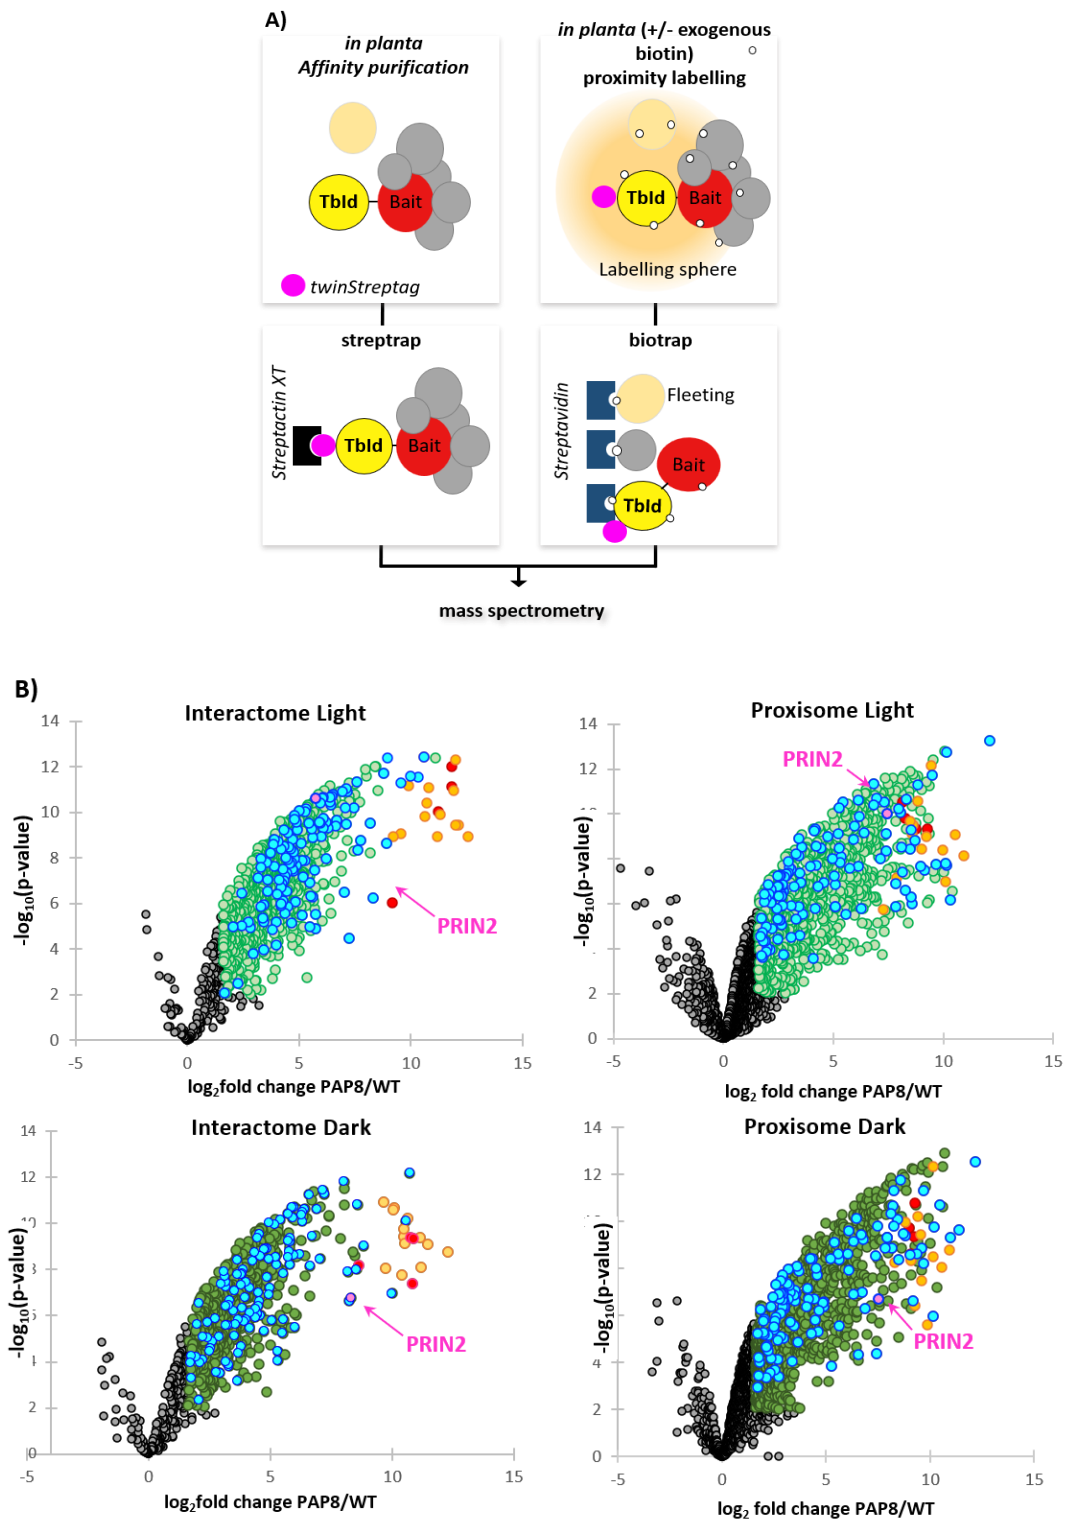 A)
in planta
Affinity purification
TbId
Bait
twinStreptag
in planta (+/- exogenous
biotin)
proximity labelling
TbId
Bait
Labelling sphere
streptrap
Streptactin XT
TbId
Bait
biotrap
Streptavidin
Fleeting
Bait
TbId
mass spectrometry
B)
Interactome Light
14
12
10
8
6
4
2
0
-5
0
5
10
15
-log10(p-value)
log2fold change PAP8/WT
PRIN2
Proxisome Light
14
12
2
0
-5
0
5
10
15
-log10(p-value)
log2 fold change PAP8/WT
PRIN2
Interactome Dark
14
12
2
0
-5
0
5
10
15
-log10(p-value)
log2fold change PAP8/WT
PRIN2
Proxisome Dark
14
12
4
2
0
-5
0
5
10
15
-log10(p-value)
log2 fold change PAP8/WT
PRIN2